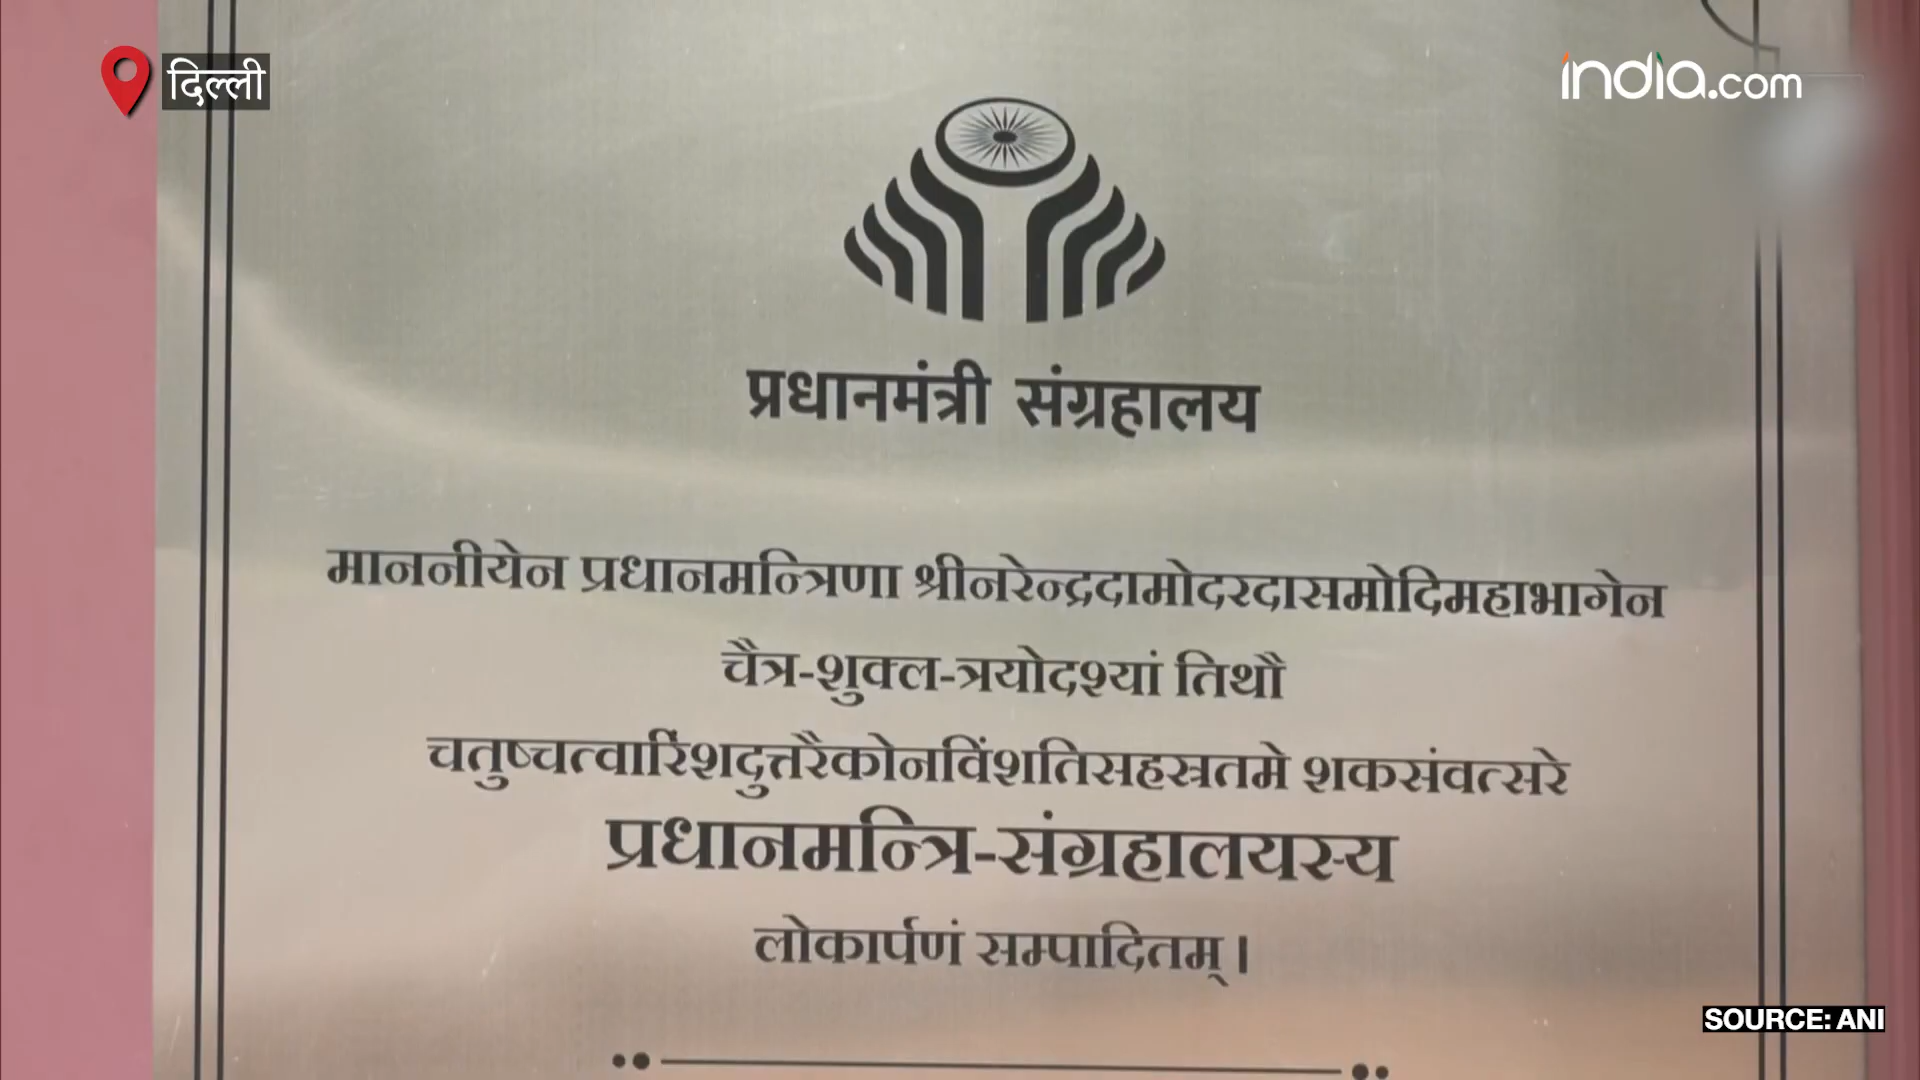 दिल्ली
india.com
प्रधानमंत्री संग्रहालय
माननीयेन प्रधानमन्त्रिणा श्रीनरेन्द्रदामोदरदासमोदिमहाभागेन
चैत्र-शुक्ल-त्रयोदश्यां तिथौ
चतुष्चत्वारिंशदुत्तरैकोनविंशतिसहस्रतमे शकसंवत्सरे
प्रधानमन्त्रि-संग्रहालयस्य
लोकार्पणं सम्पादितम्।
SOURCE: ANI